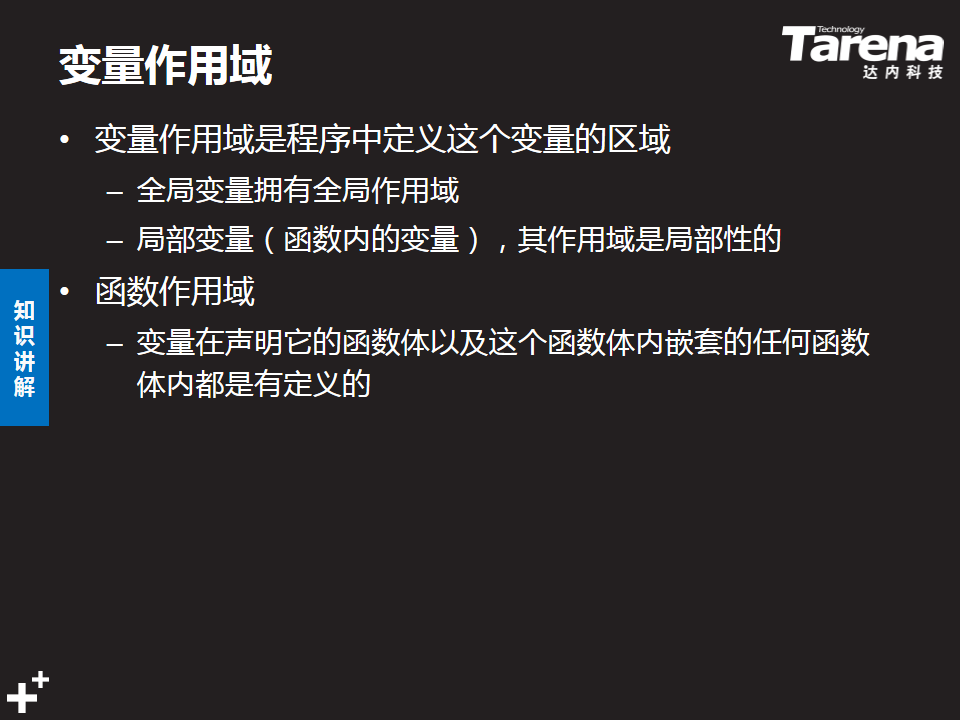 变量作用域
Technology
Tarena
达内科技
• 变量作用域是程序中定义这个变量的区域
– 全局变量拥有全局作用域
– 局部变量（函数内的变量），其作用域是局部性的
• 函数作用域
– 变量在声明它的函数体以及这个函数体内嵌套的任何函数
体内都是有定义的
知
识
讲
解